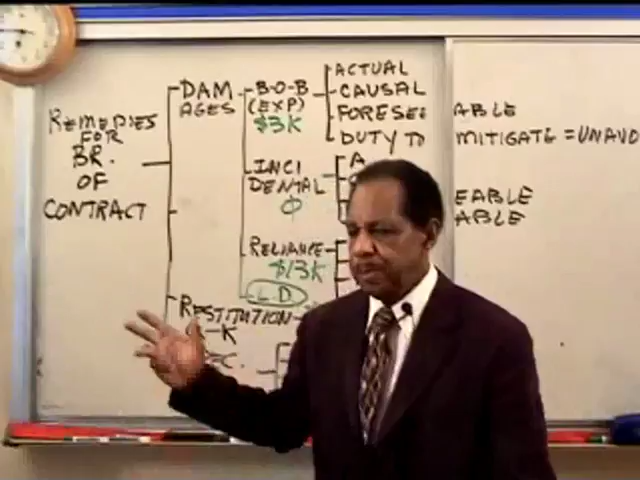 REMEDIES
FOR
BR.
OF
CONTRACT
DAM
AGES
B-O-B
(EXP)
$3K
ACTUAL
CAUSAL
FORESEE ABLE
DUTY TO MITIGATE = UNAVO
INCI
DENTAL
φ
A
EABLE
ABLE
RELIANCE
$13K
L D
RESTITUTION
-K